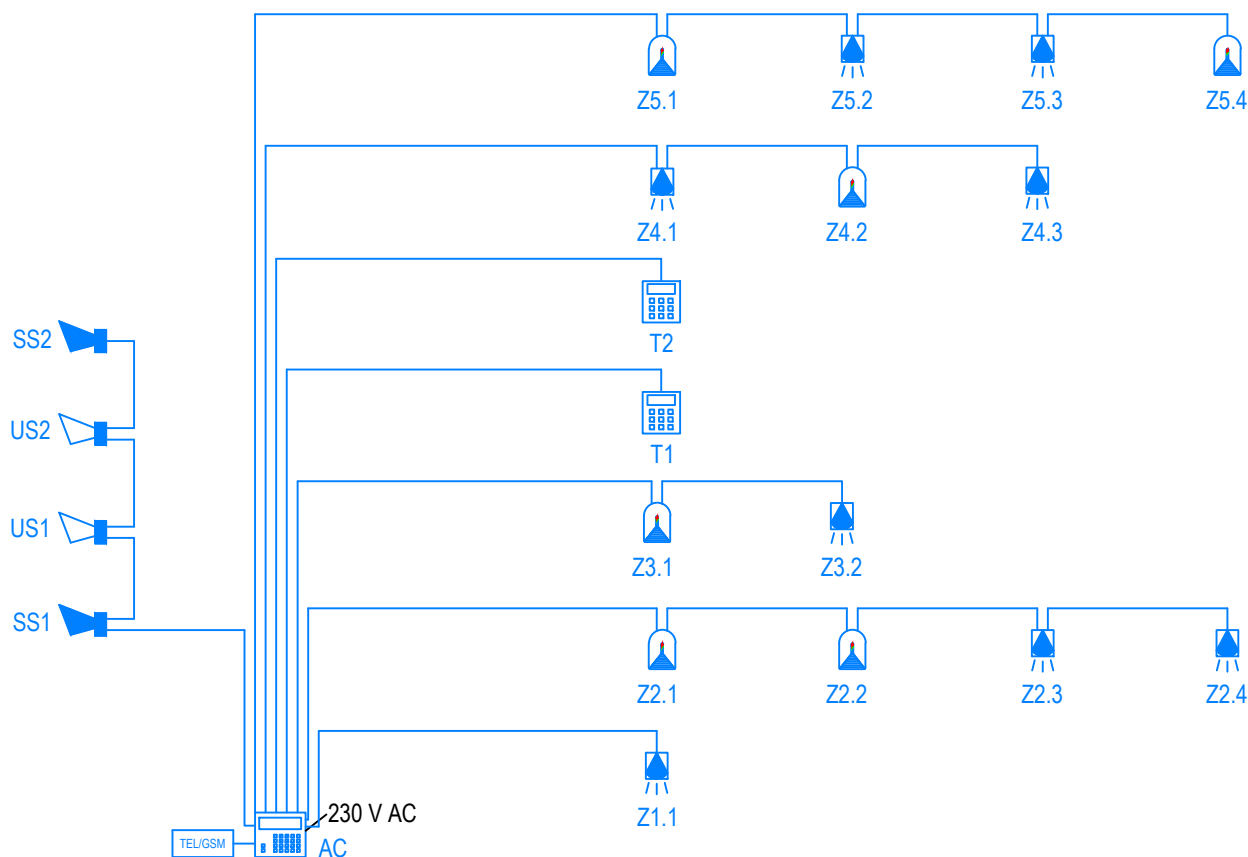 Z5.1 Z5.2 Z5.3 Z5.4
Z4.1 Z4.2 Z4.3
T2
SS2
US2
T1
US1
Z3.1 Z3.2
SS1
Z2.1 Z2.2 Z2.3 Z2.4
Z1.1
230 V AC
TEL/GSM
AC